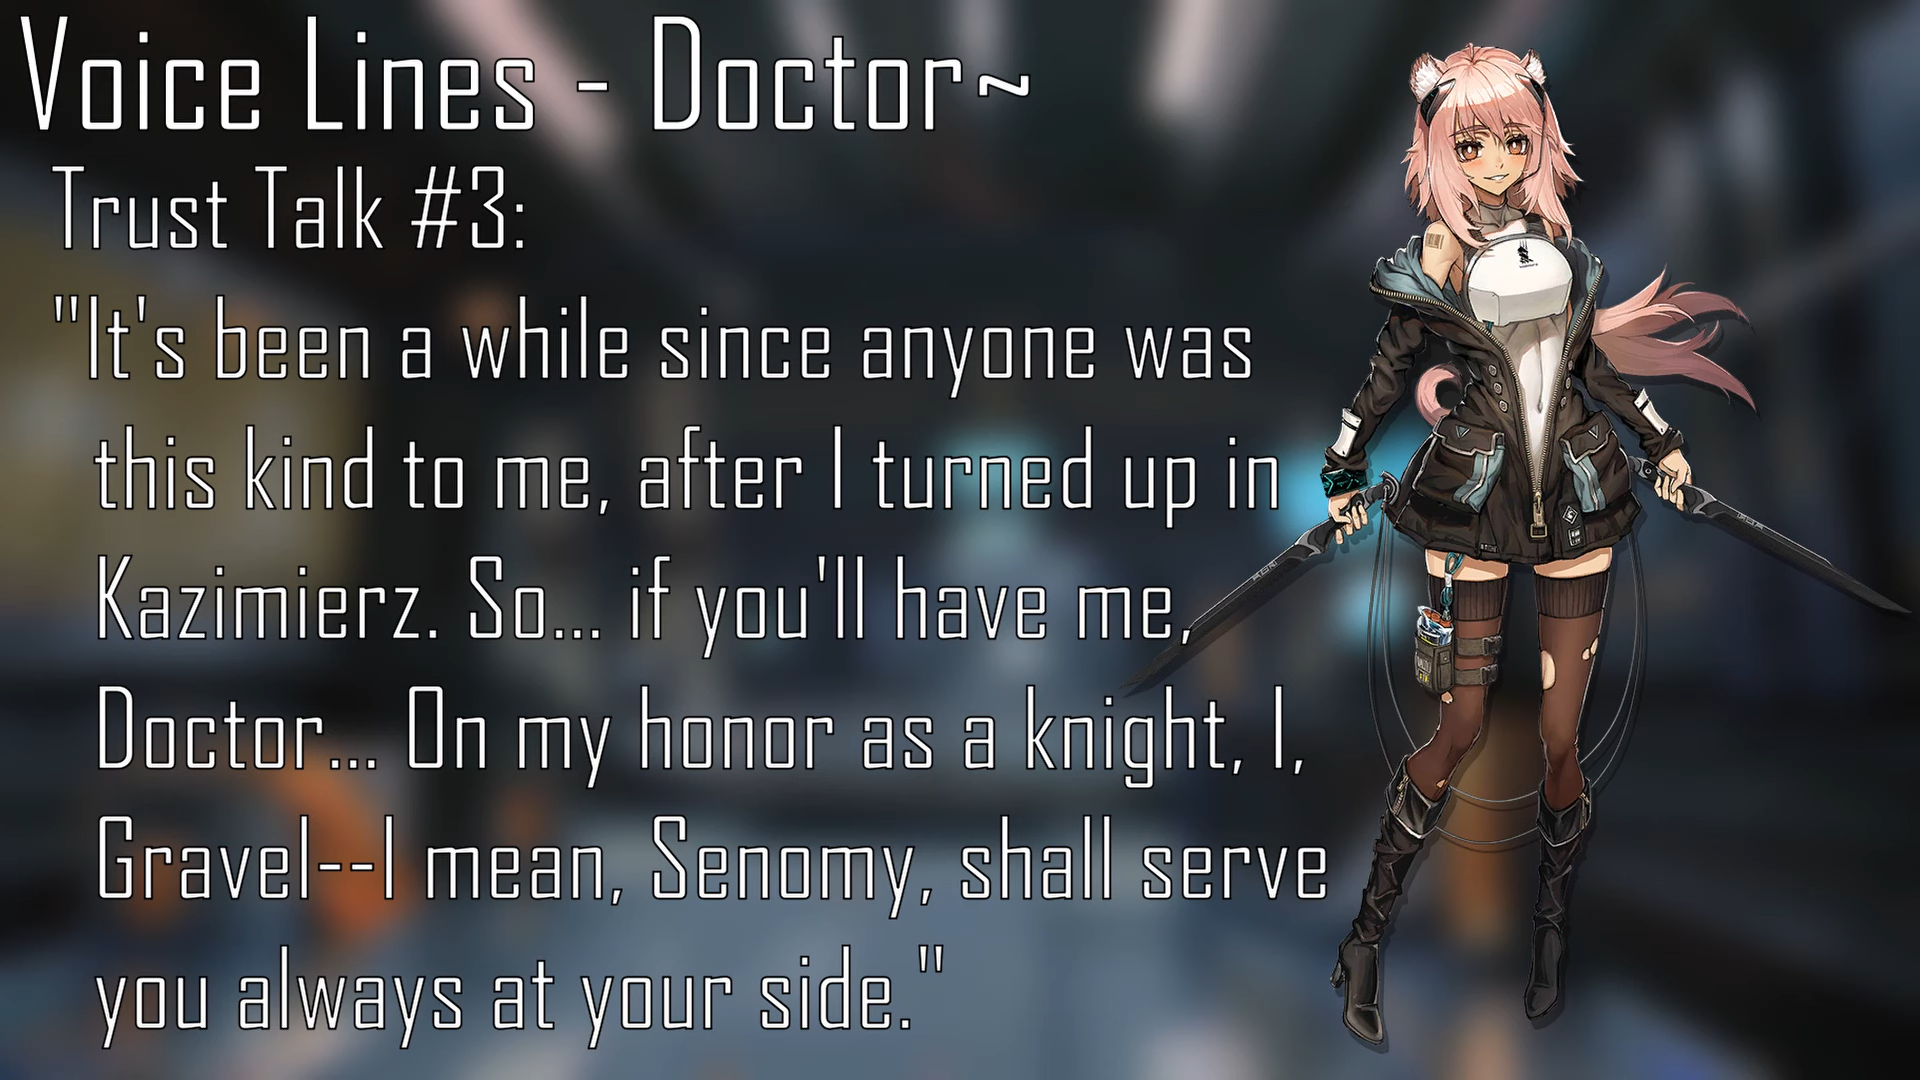 Voice Lines - Doctor~
Trust Talk #3:
"It's been a while since anyone was
this kind to me, after I turned up in
Kazimierz. So... if you'll have me,
Doctor... On my honor as a knight, I,
Gravel--I mean, Senomy, shall serve
you always at your side."